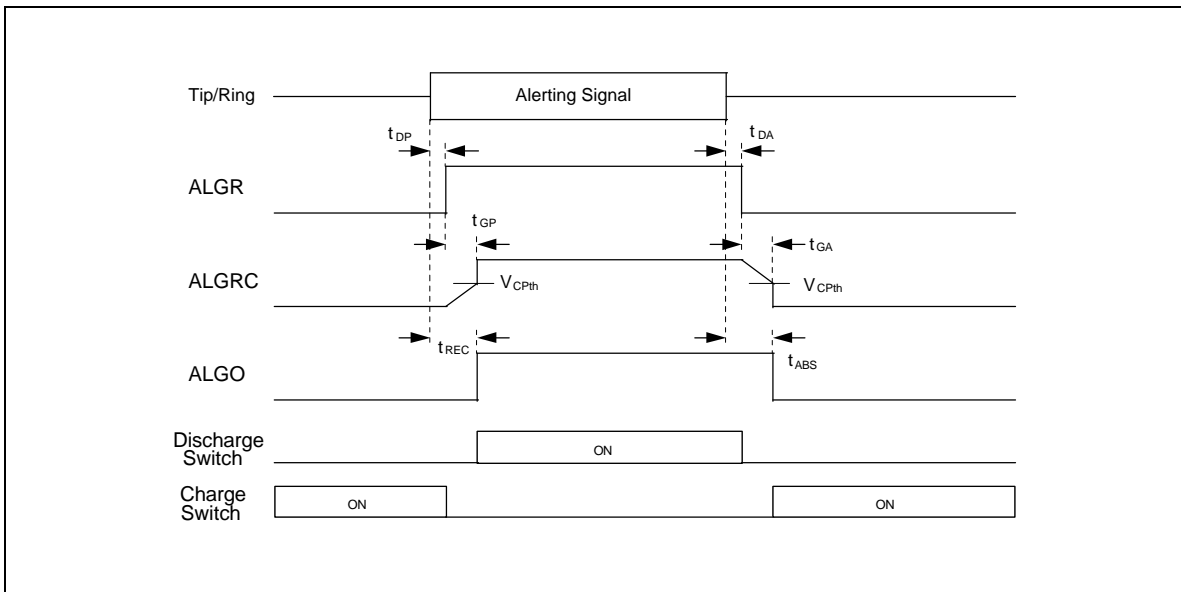 Tip/Ring
Alerting Signal
tDP
tDA
ALGR
tGP
tGA
ALGRC
VCPth
VCPth
tREC
tABS
ALGO
Discharge
Switch
ON
Charge
Switch
ON
ON